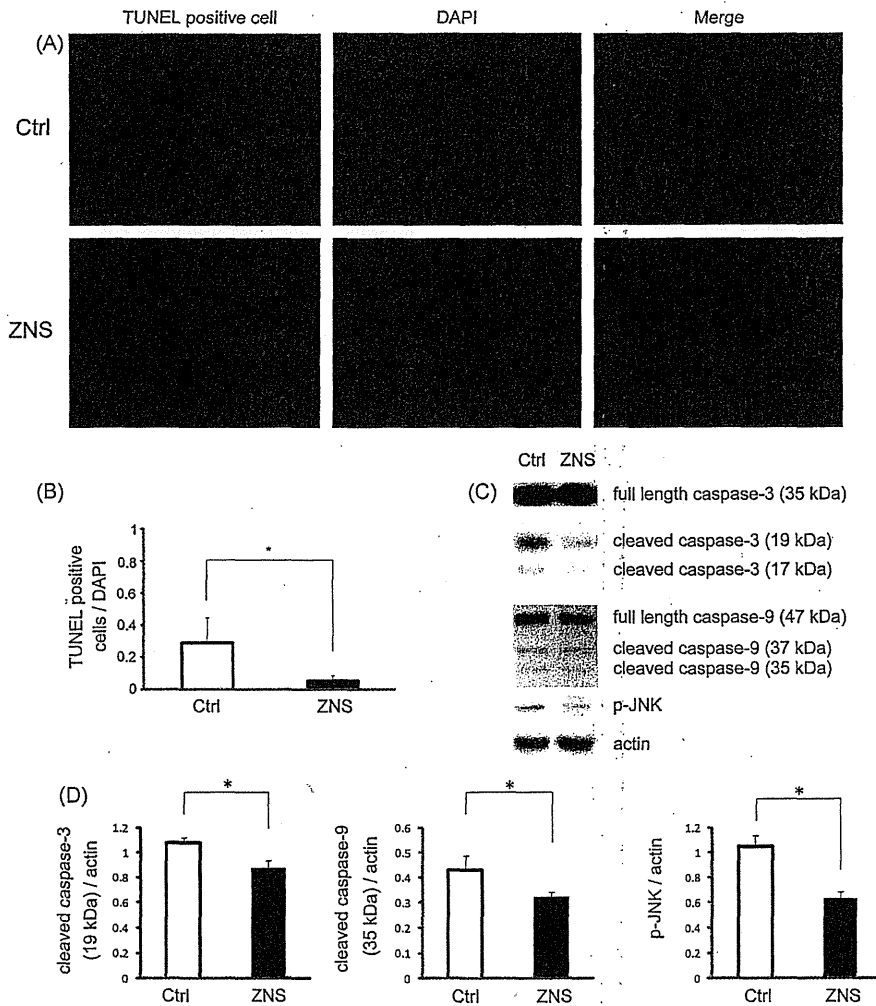 TUNEL positive cell DAPI Merge
(A)
Ctrl
ZNS
(B)
TUNEL positive
cells / DAPI
1
0.8
0.6
0.4
0.2
0
*
Ctrl ZNS
(C)
Ctrl ZNS
full length caspase-3 (35 kDa)
cleaved caspase-3 (19 kDa)
cleaved caspase-3 (17 kDa)
full length caspase-9 (47 kDa)
cleaved caspase-9 (37 kDa)
cleaved caspase-9 (35 kDa)
p-JNK
actin
(D)
cleaved caspase-3
(19 kDa) / actin
1.2
1
0.8
0.6
0.4
0.2
0
*
Ctrl ZNS
cleaved caspase-9
(35 kDa) / actin
0.6
0.5
0.4
0.3
0.2
0.1
0
*
Ctrl ZNS
p-JNK / actin
1.2
1
0.8
0.6
0.4
0.2
0
*
Ctrl ZNS